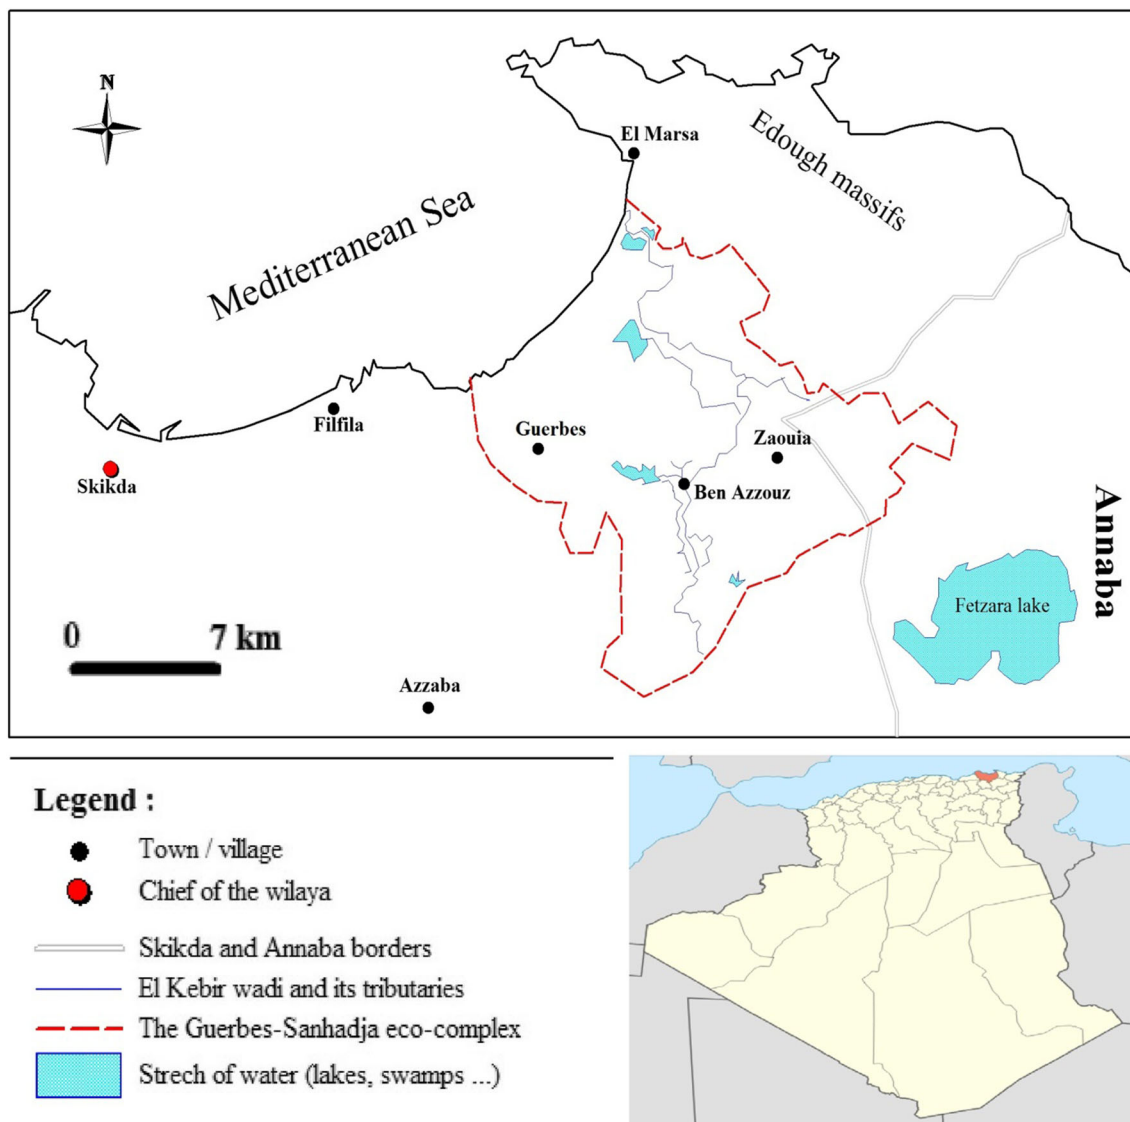 N
El Marsa
Edough massifs
Mediterranean Sea
Filfila
Guerbes
Zaouia
Skikda
Ben Azzouz
Annaba
Fetzara lake
0 7 km
Azzaba
Legend :
Town / village
Chief of the wilaya
Skikda and Annaba borders
El Kebir wadi and its tributaries
The Guerbes-Sanhadja eco-complex
Strech of water (lakes, swamps ...)